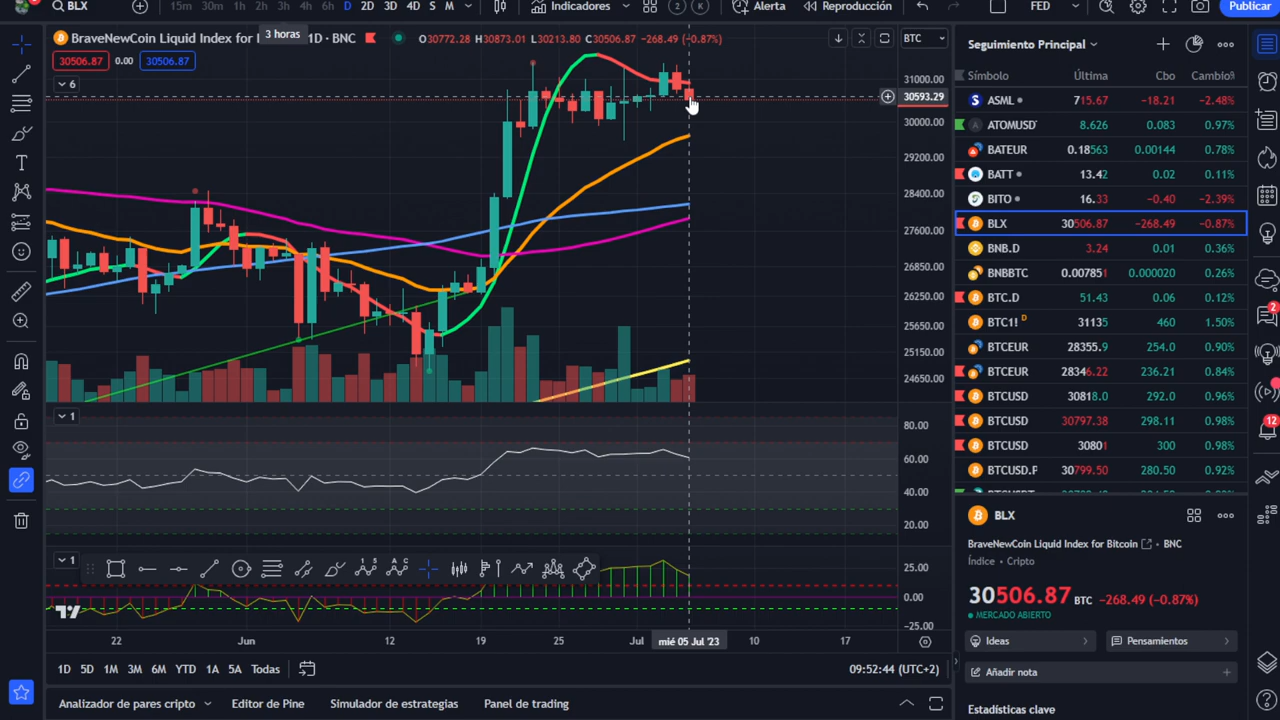 BLX
15m 30m 1h 2h 3h 4h 6h D 2D 3D 4D S M
Indicadores
2
K
Alerta
Reproducción
FED
Publicar
3 horas
BraveNewCoin Liquid Index for
1D · BNC
O30772.28 H30873.01 L30213.80 C30506.87 -268.49 (-0.87%)
BTC
30506.87 0.00 30506.87
6
31000.00
30593.29
30000.00
29200.00
28400.00
27600.00
26850.00
26250.00
25650.00
25150.00
24650.00
1
80.00
60.00
40.00
20.00
1
25.00
0.00
-25.00
22 Jun 12 19 25 Jul mié 05 Jul '23 10 17
1D 5D 1M 3M 6M YTD 1A 5A Todas
09:52:44 (UTC+2)
Analizador de pares cripto
Editor de Pine
Simulador de estrategias
Panel de trading
Seguimiento Principal
Símbolo Última Cbo Cambio%
ASML 715.67 -18.21 -2.48%
ATOMUSD 8.626 0.083 0.97%
BATEUR 0.18563 0.00144 0.78%
BATT 13.42 0.02 0.11%
BITO 16.33 -0.40 -2.39%
BLX 30506.87 -268.49 -0.87%
BNB.D 3.24 0.01 0.36%
BNBBTC 0.007851 0.000020 0.26%
BTC.D 51.43 0.06 0.12%
BTC1! D 31135 460 1.50%
BTCEUR 28355.9 254.0 0.90%
BTCEUR 28346.22 236.21 0.84%
BTCUSD 30818.0 292.0 0.96%
BTCUSD 30797.38 298.11 0.98%
BTCUSD 30801 300 0.98%
BTCUSD.P 30799.50 280.50 0.92%
BLX
BraveNewCoin Liquid Index for Bitcoin · BNC
Índice · Cripto
30506.87 BTC -268.49 (-0.87%)
MERCADO ABIERTO
Ideas
Pensamientos
Añadir nota
Estadísticas clave
2
12